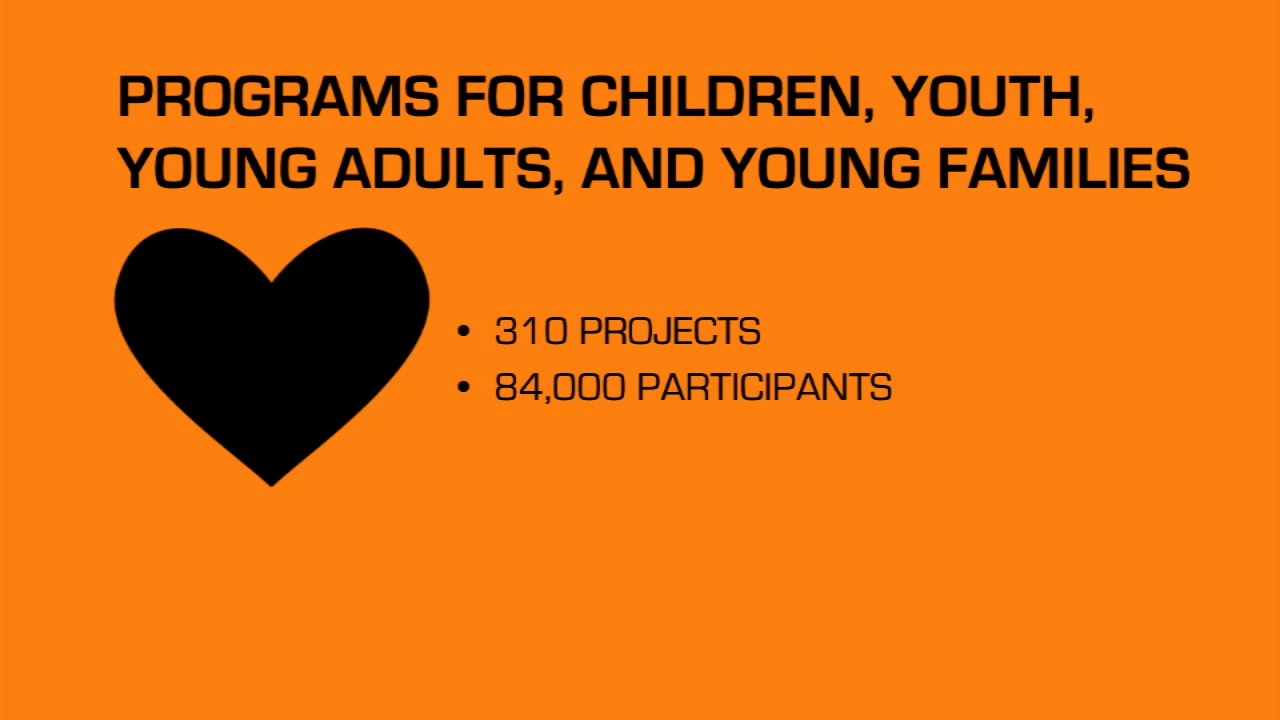 PROGRAMS FOR CHILDREN, YOUTH,
YOUNG ADULTS, AND YOUNG FAMILIES
• 310 PROJECTS
• 84,000 PARTICIPANTS